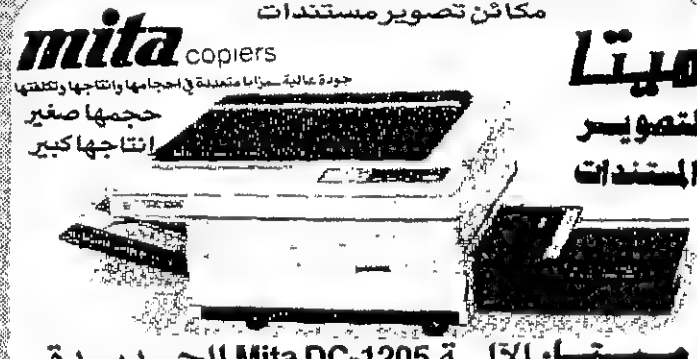 مكائن تصوير مستندات
mita copiers
ميتا
لتصوير
المستندات
جودة عالية - مزايا متعددة في احجامها وانتاجها وتكلفتها
حجمها صغير
إنتاجها كبير
Mita DC-1205